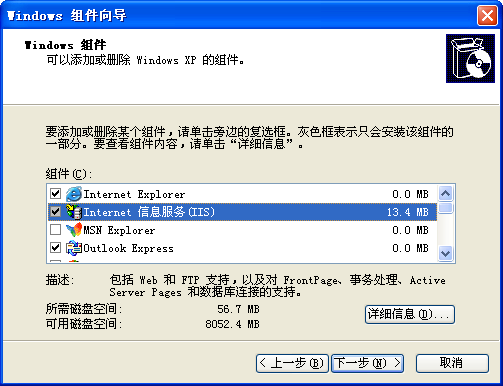 Windows 组件向导
Windows 组件
可以添加或删除 Windows XP 的组件。
要添加或删除某个组件，请单击旁边的复选框。灰色框表示只会安装该组件的
一部分。要查看组件内容，请单击“详细信息”。
组件(C):
Internet Explorer 0.0 MB
Internet 信息服务(IIS) 13.4 MB
MSN Explorer 0.0 MB
Outlook Express 0.0 MB
描述: 包括 Web 和 FTP 支持，以及对 FrontPage、事务处理、Active
Server Pages 和数据库连接的支持。
所需磁盘空间: 56.7 MB
可用磁盘空间: 8052.4 MB
详细信息(D)...
< 上一步(B) 下一步(N) > 取消